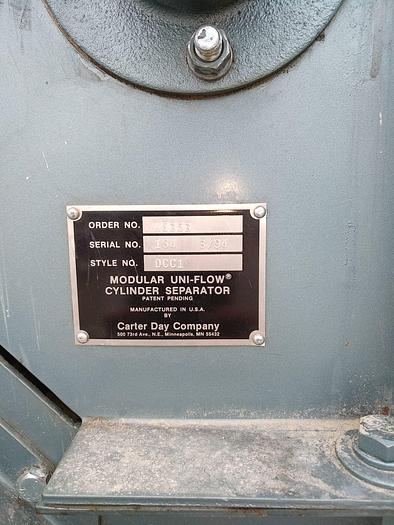 ORDER NO.
SERIAL NO. 134 3/94
STYLE NO. OCC1
MODULAR UNI-FLOW®
CYLINDER SEPARATOR
PATENT PENDING
MANUFACTURED IN U.S.A.
BY
Carter Day Company
500 73rd Ave., N.E., Minneapolis, MN 55432